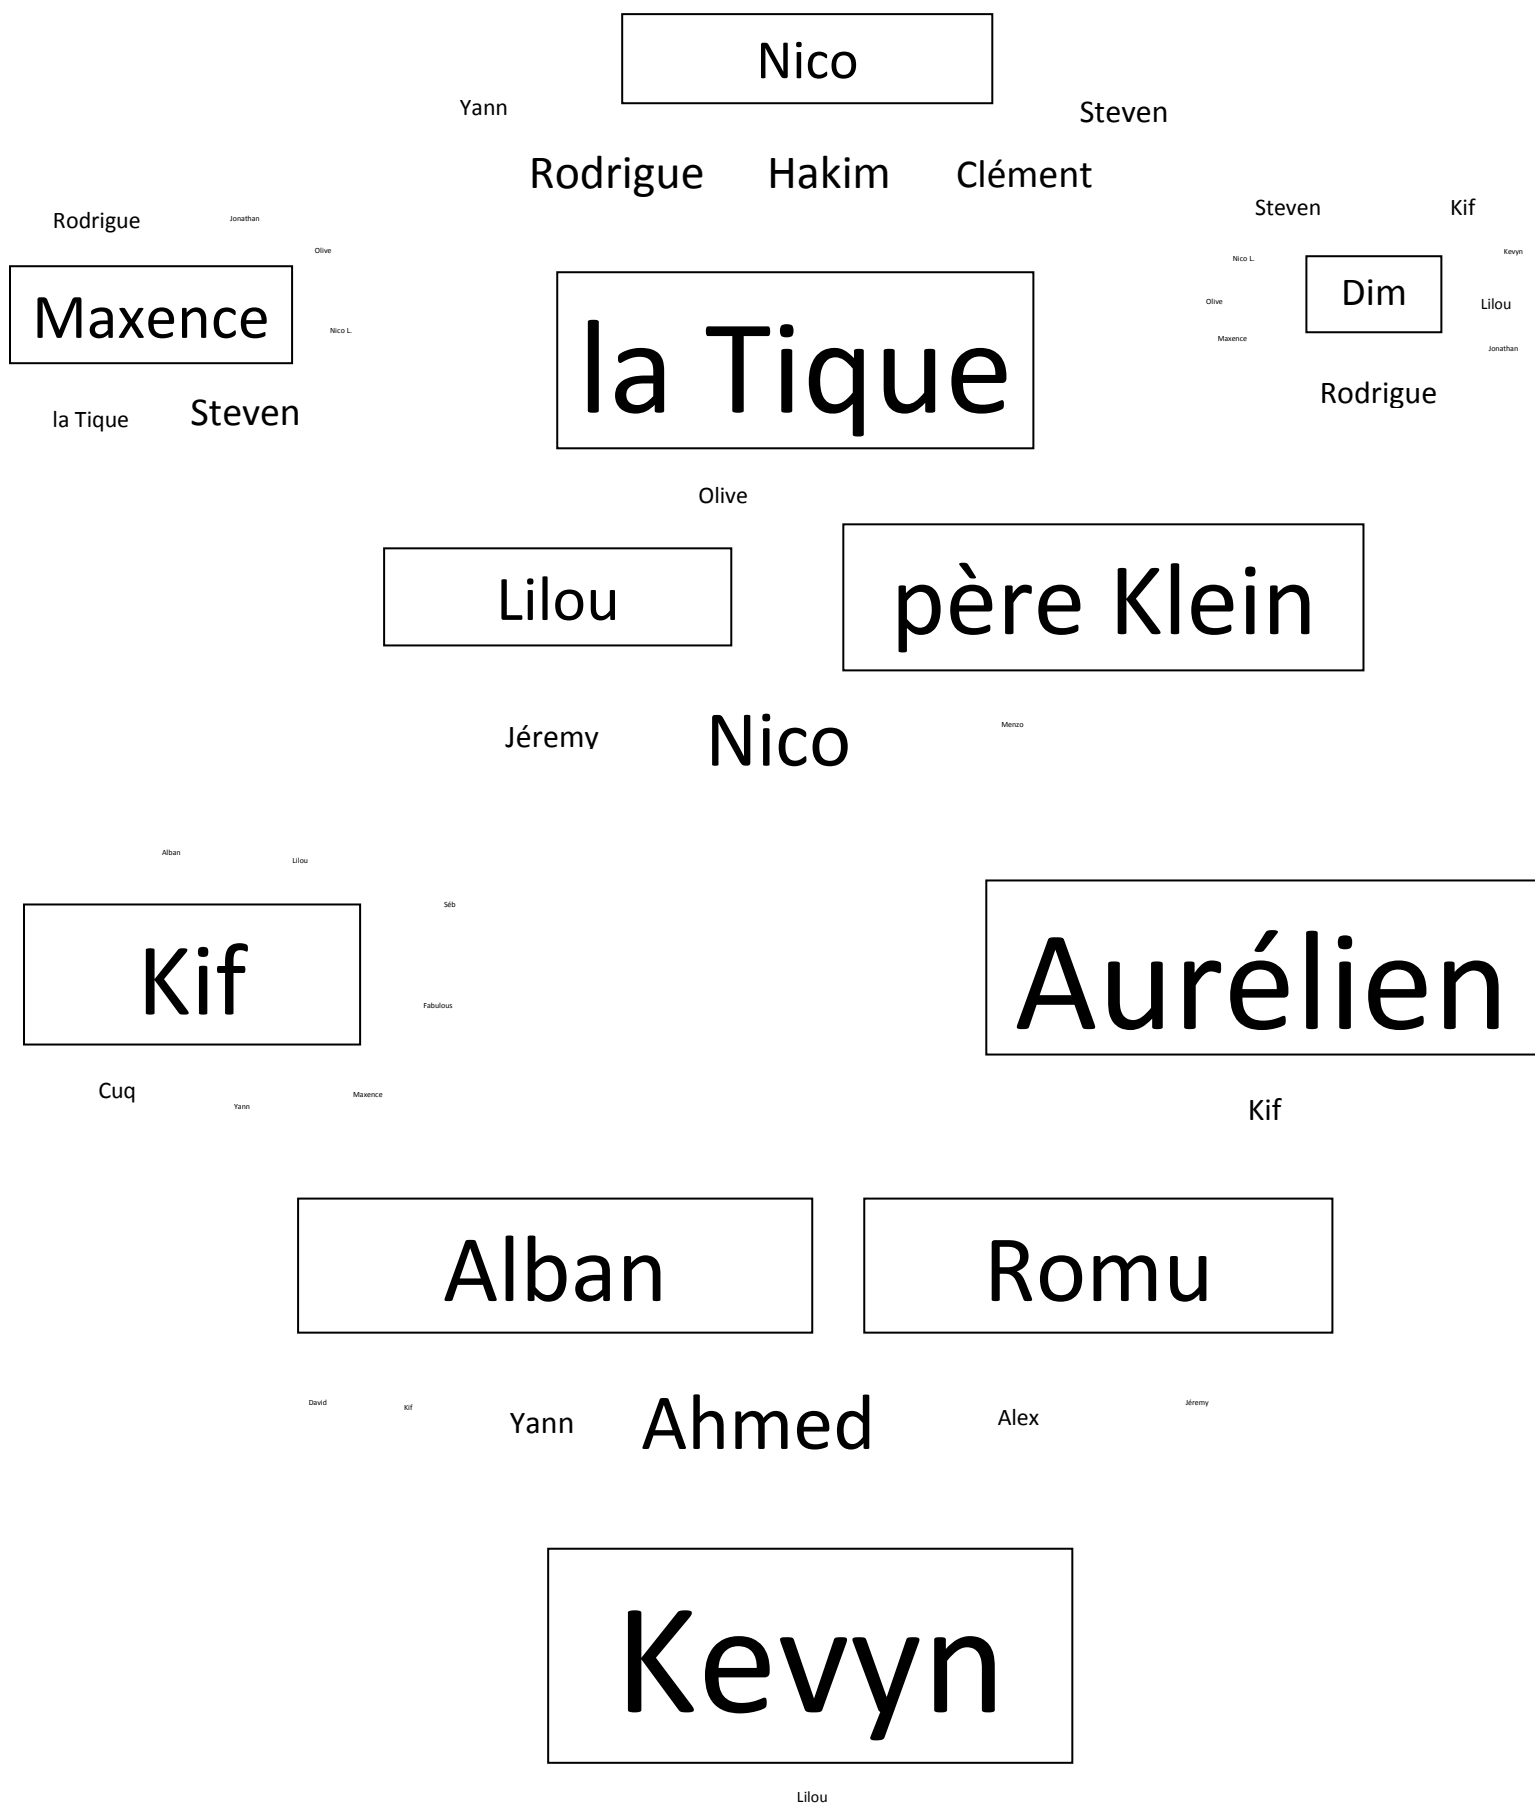 Nico
Yann
Steven
Rodrigue Hakim Clément
Rodrigue
Jonathan
Olive
Maxence
Nico L.
la Tique
Steven
la Tique
Olive
Steven
Kif
Nico L.
Kevyn
Dim
Olive
Lilou
Maxence
Jonathan
Rodrigue
Lilou
père Klein
Jéremy
Nico
Menzo
Alban
Lilou
Séb
Kif
Fabulous
Cuq
Yann
Maxence
Aurélien
Kif
Alban
Romu
David
Kif
Yann
Ahmed
Alex
Jéremy
Kevyn
Lilou